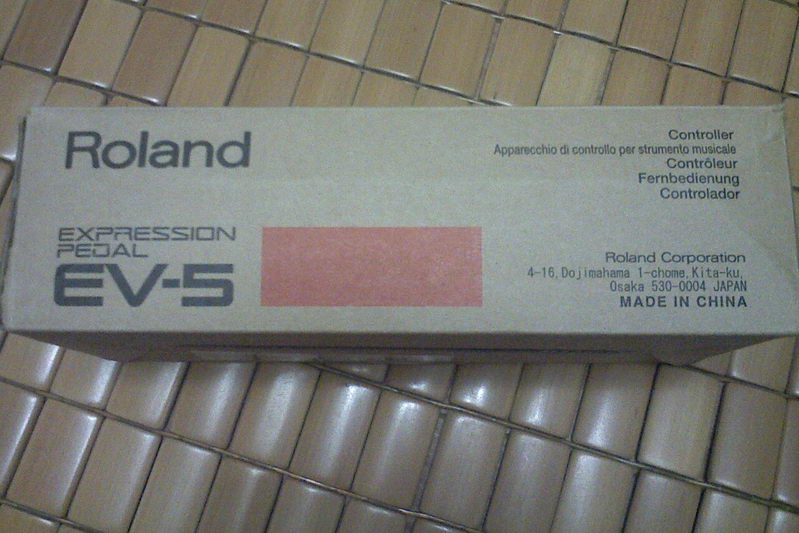 Roland
EXPRESSION
PEDAL
EV-5
Controller
Apparecchio di controllo per strumento musicale
Contrôleur
Fernbedienung
Controlador
Roland Corporation
4-16, Dojimahama 1-chome, Kita-ku,
Osaka 530-0004 JAPAN
MADE IN CHINA